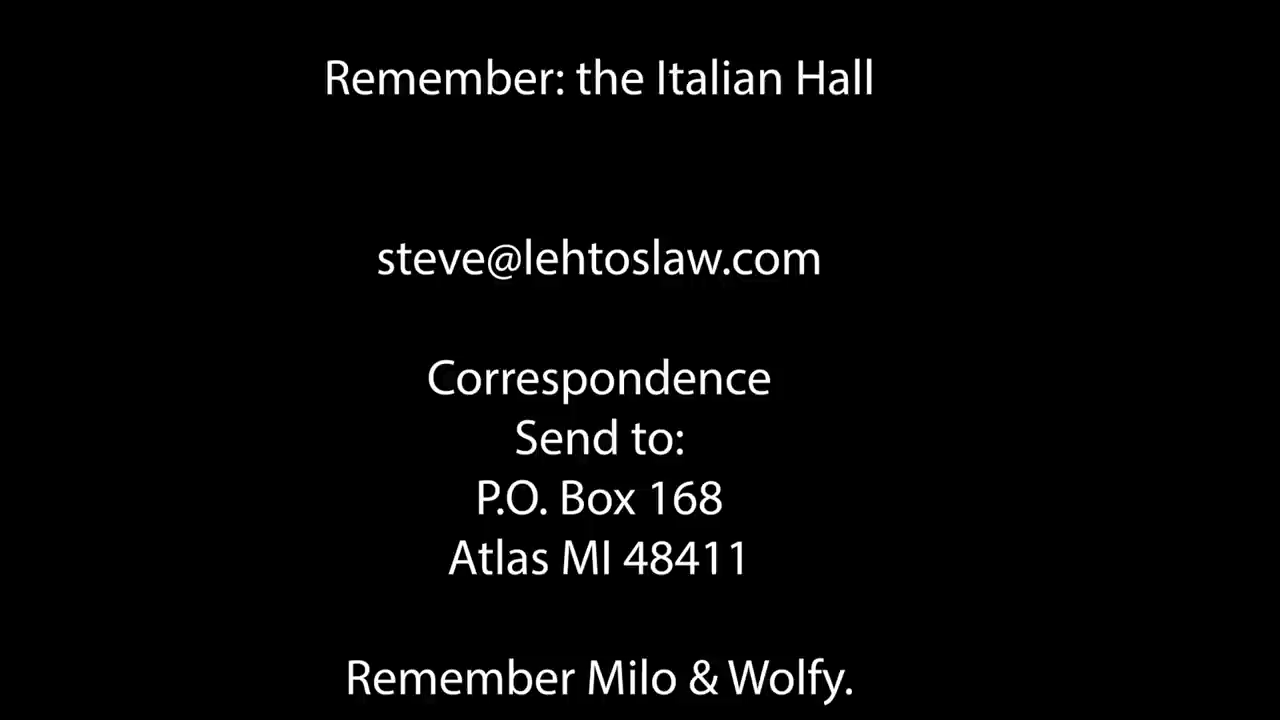 Remember: the Italian Hall
steve@lehtoslaw.com
Correspondence
Send to:
P.O. Box 168
Atlas MI 48411
Remember Milo & Wolfy.